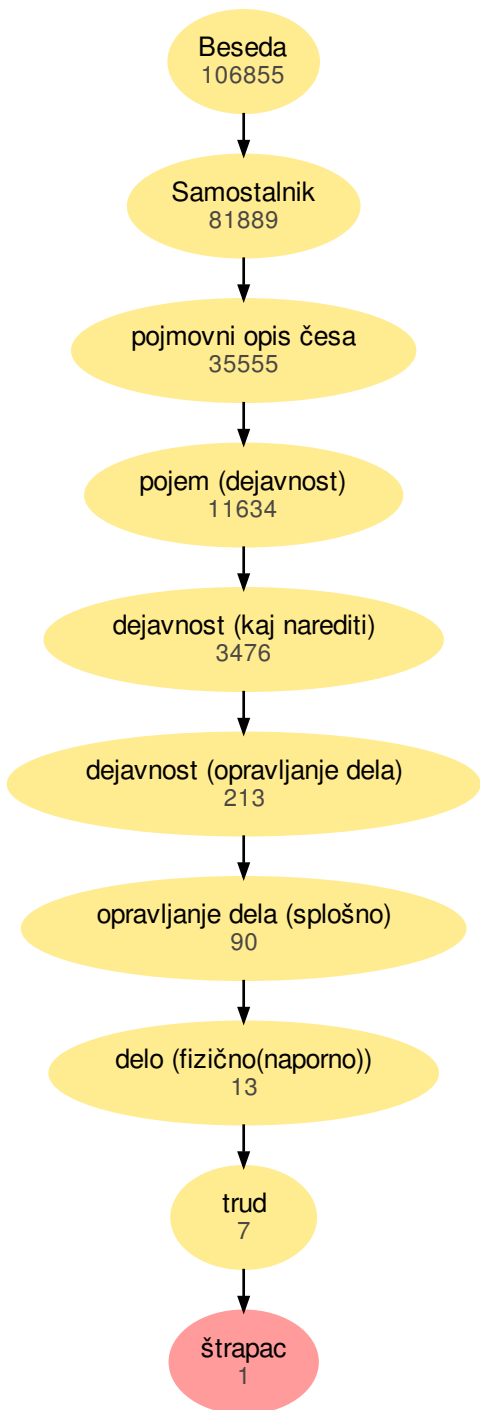 Beseda
106855
Samostalnik
81889
pojmovni opis česa
35555
pojem (dejavnost)
11634
dejavnost (kaj narediti)
3476
dejavnost (opravljanje dela)
213
opravljanje dela (splošno)
90
delo (fizično(naporno))
13
trud
7
štrapac
1